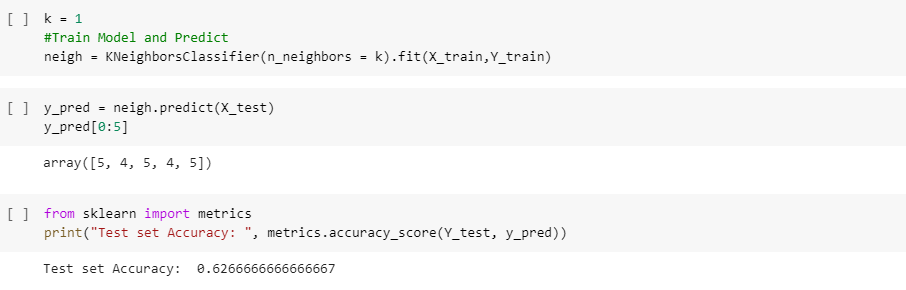 [ ] k = 1
#Train Model and Predict
neigh = KNeighborsClassifier(n_neighbors = k).fit(X_train,Y_train)
[ ] y_pred = neigh.predict(X_test)
y_pred[0:5]
array([5, 4, 5, 4, 5])
[ ] from sklearn import metrics
print("Test set Accuracy: ", metrics.accuracy_score(Y_test, y_pred))
Test set Accuracy:  0.6266666666666667